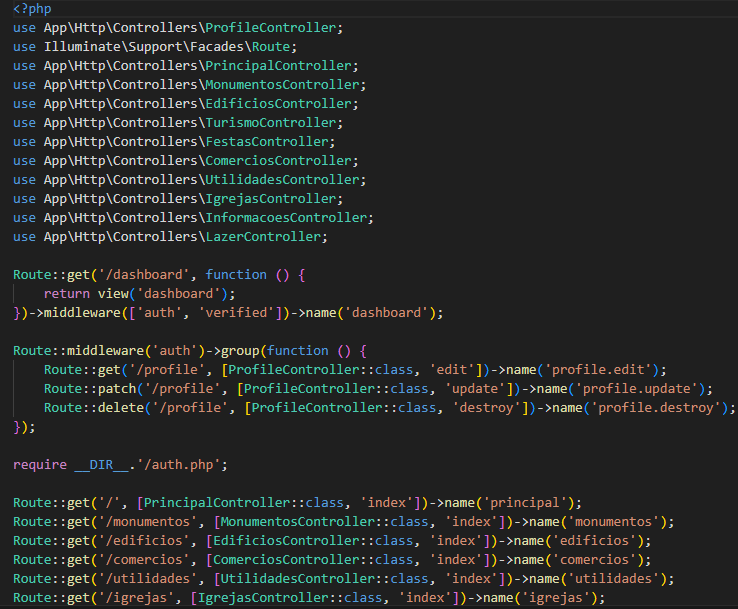 <?php
use App\Http\Controllers\ProfileController;
use Illuminate\Support\Facades\Route;
use App\Http\Controllers\PrincipalController;
use App\Http\Controllers\MonumentosController;
use App\Http\Controllers\EdificiosController;
use App\Http\Controllers\TurismoController;
use App\Http\Controllers\FestasController;
use App\Http\Controllers\ComerciosController;
use App\Http\Controllers\UtilidadesController;
use App\Http\Controllers\IgrejasController;
use App\Http\Controllers\InformacoesController;
use App\Http\Controllers\LazerController;

Route::get('/dashboard', function () {
    return view('dashboard');
})->middleware(['auth', 'verified'])->name('dashboard');

Route::middleware('auth')->group(function () {
    Route::get('/profile', [ProfileController::class, 'edit'])->name('profile.edit');
    Route::patch('/profile', [ProfileController::class, 'update'])->name('profile.update');
    Route::delete('/profile', [ProfileController::class, 'destroy'])->name('profile.destroy');
});

require __DIR__.'/auth.php';

Route::get('/', [PrincipalController::class, 'index'])->name('principal');
Route::get('/monumentos', [MonumentosController::class, 'index'])->name('monumentos');
Route::get('/edificios', [EdificiosController::class, 'index'])->name('edificios');
Route::get('/comercios', [ComerciosController::class, 'index'])->name('comercios');
Route::get('/utilidades', [UtilidadesController::class, 'index'])->name('utilidades');
Route::get('/igrejas', [IgrejasController::class, 'index'])->name('igrejas');